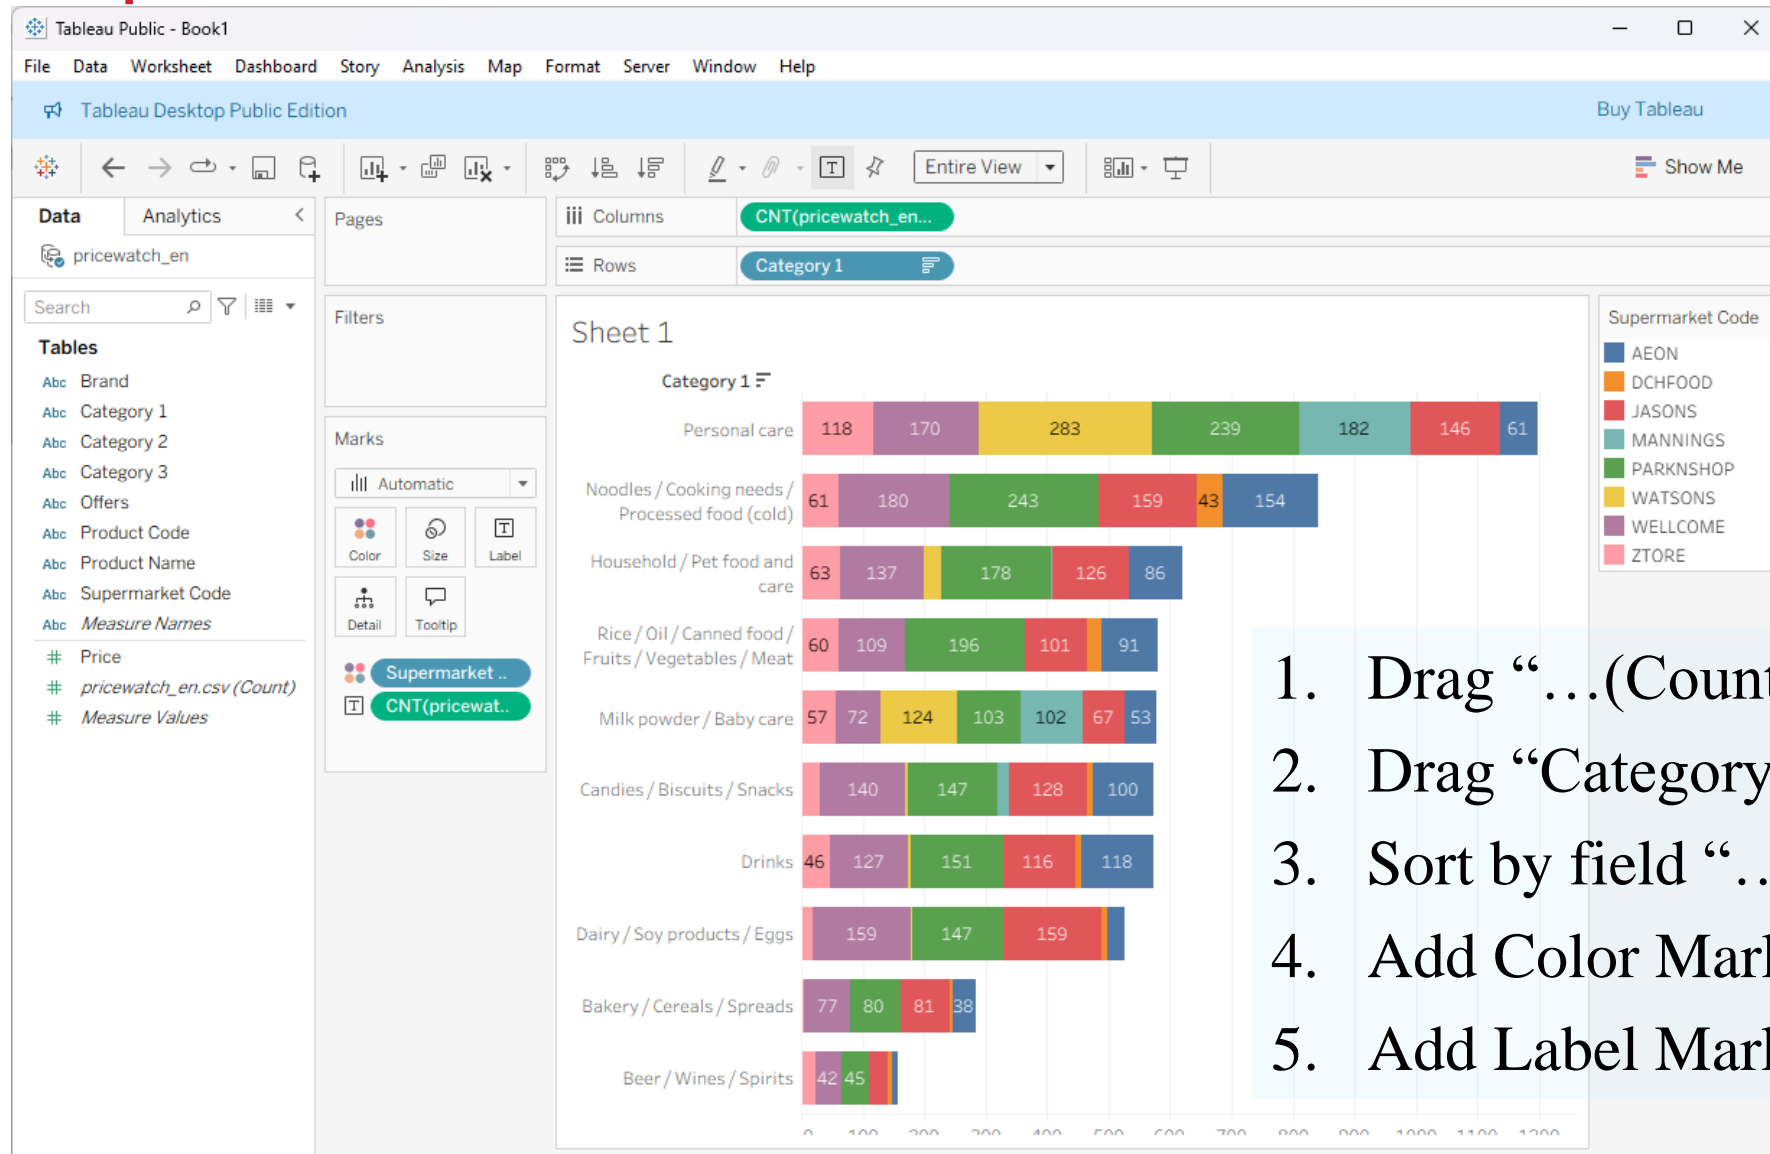 Tableau Public - Book1
File Data Worksheet Dashboard Story Analysis Map Format Server Window Help
Tableau Desktop Public Edition
Buy Tableau
Entire View
Show Me
Data Analytics
pricewatch_en
Search
Tables
Abc Brand
Abc Category 1
Abc Category 2
Abc Category 3
Abc Offers
Abc Product Code
Abc Product Name
Abc Supermarket Code
Abc Measure Names
# Price
# pricewatch_en.csv (Count)
# Measure Values
Pages
Filters
Marks
Automatic
Color Size Label
Detail Tooltip
Supermarket ..
CNT(pricewat..
Columns CNT(pricewatch_en...
Rows Category 1
Sheet 1
Category 1
Personal care 118 170 283 239 182 146 61
Noodles / Cooking needs /
Processed food (cold) 61 180 243 159 43 154
Household / Pet food and
care 63 137 178 126 86
Rice / Oil / Canned food /
Fruits / Vegetables / Meat 60 109 196 101 91
Milk powder / Baby care 57 72 124 103 102 67 53
Candies / Biscuits / Snacks 140 147 128 100
Drinks 46 127 151 116 118
Dairy / Soy products / Eggs 159 147 159
Bakery / Cereals / Spreads 77 80 81 38
Beer / Wines / Spirits 42 45
Supermarket Code
AEON
DCHFOOD
JASONS
MANNINGS
PARKNSHOP
WATSONS
WELLCOME
ZTORE
1. Drag “…(Count
2. Drag “Category
3. Sort by field “…
4. Add Color Mark
5. Add Label Mark